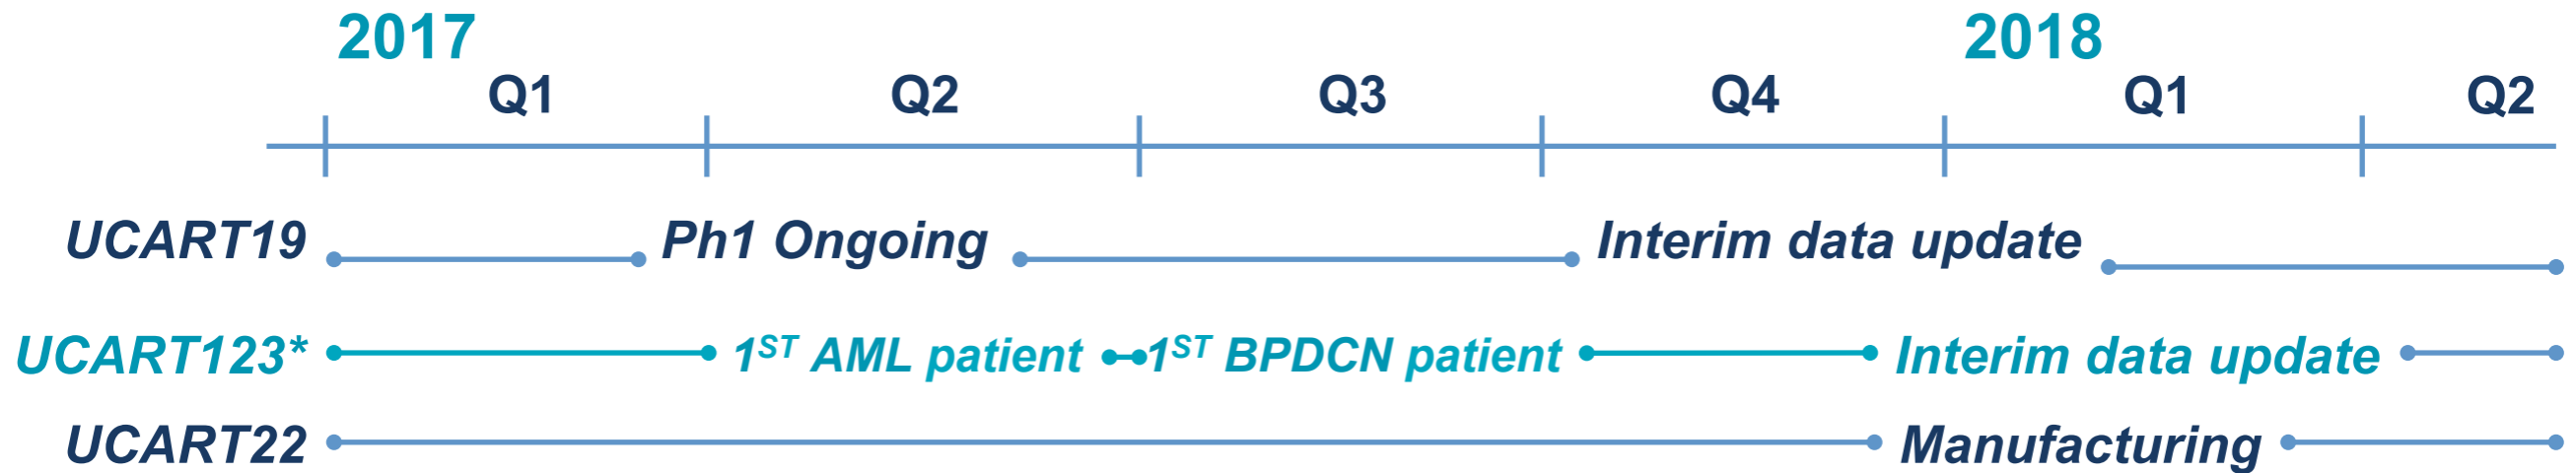 2017 2018
Q1 Q2 Q3 Q4 Q1 Q2
UCART19 Ph1 Ongoing Interim data update
UCART123* 1ST AML patient 1ST BPDCN patient Interim data update
UCART22 Manufacturing